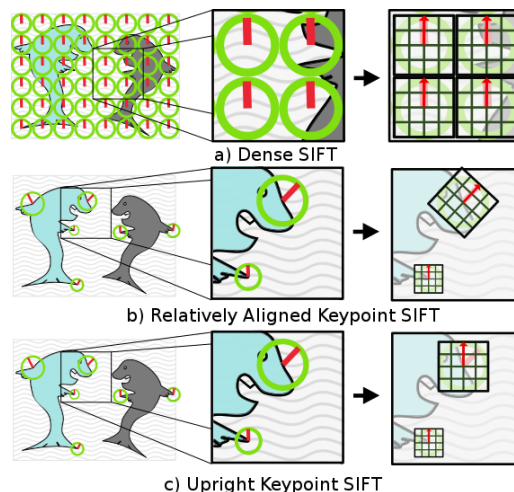 a) Dense SIFT
b) Relatively Aligned Keypoint SIFT
c) Upright Keypoint SIFT